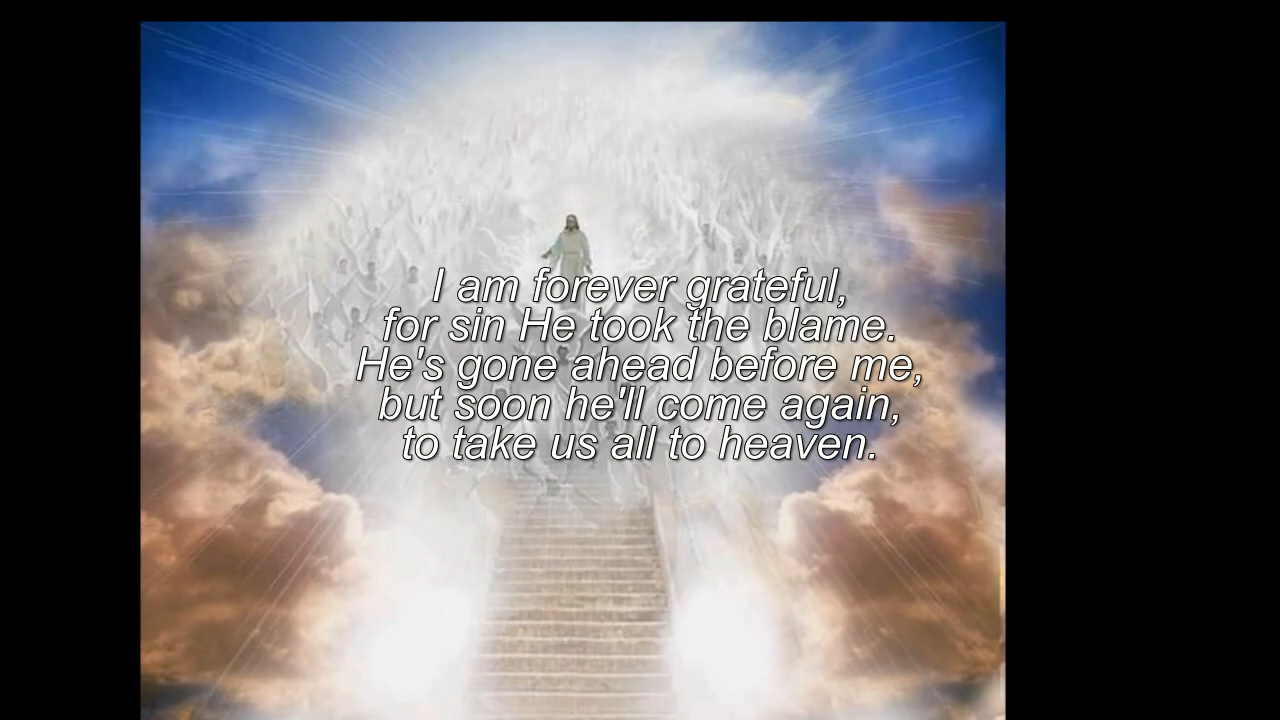 I am forever grateful,
for sin He took the blame.
He's gone ahead before me,
but soon he'll come again,
to take us all to heaven.